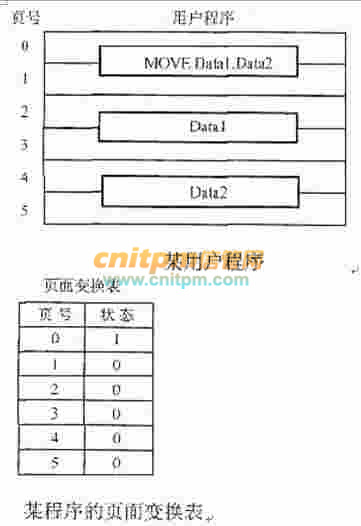 页号 用户程序
0
MOVE Data1,Data2
1
2
Data1
3
4
Data2
5
某用户程序
cnitpm
www.cnitpm.com
页面变换表
页号 状态
0 1
1 0
2 0
3 0
4 0
5 0
某程序的页面变换表